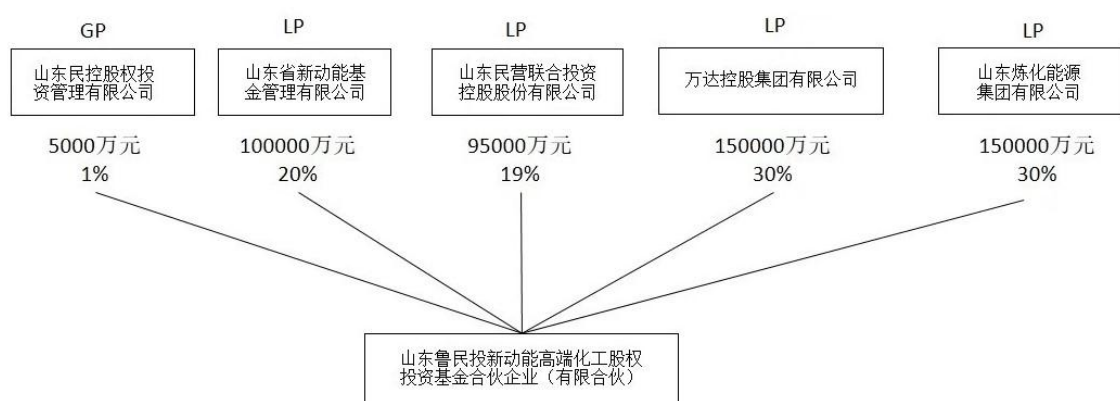 GP
LP
LP
LP
LP
山东民控股权投
资管理有限公司
山东省新动能基
金管理有限公司
山东民营联合投资
控股股份有限公司
万达控股集团有限公司
山东炼化能源
集团有限公司
5000万元
1%
100000万元
20%
95000万元
19%
150000万元
30%
150000万元
30%
山东鲁民投新动能高端化工股权
投资基金合伙企业（有限合伙）